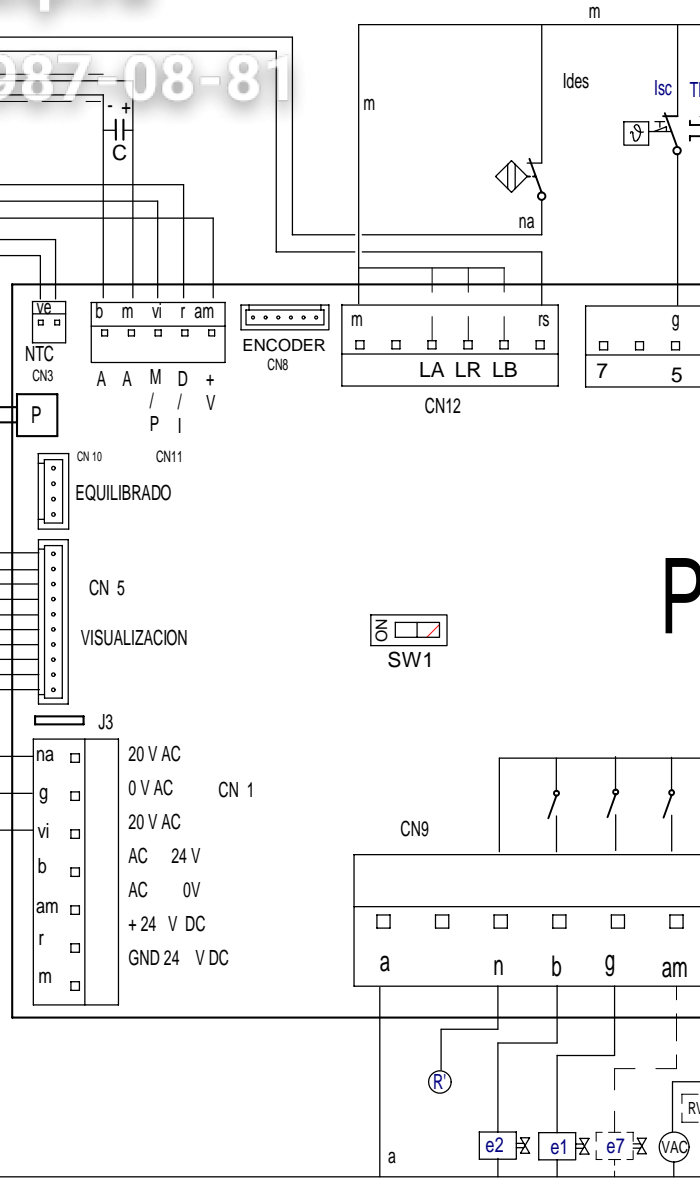 987-08-81
m
Ides
Isc
m
- +
C
ϑ
na
ve
NTC
CN3
b m vi r am
A A M/P D/I +V
CN11
ENCODER
CN8
m rs
LA LR LB
CN12
g
7 5
P
CN 10
EQUILIBRADO
CN 5
VISUALIZACION
ON
SW1
P
J3
na 20 V AC
g 0 V AC
vi 20 V AC
b AC 24 V
am AC 0V
r + 24 V DC
m GND 24 V DC
CN 1
CN9
a n b g am
R'
e2 e1 e7 VAC
a